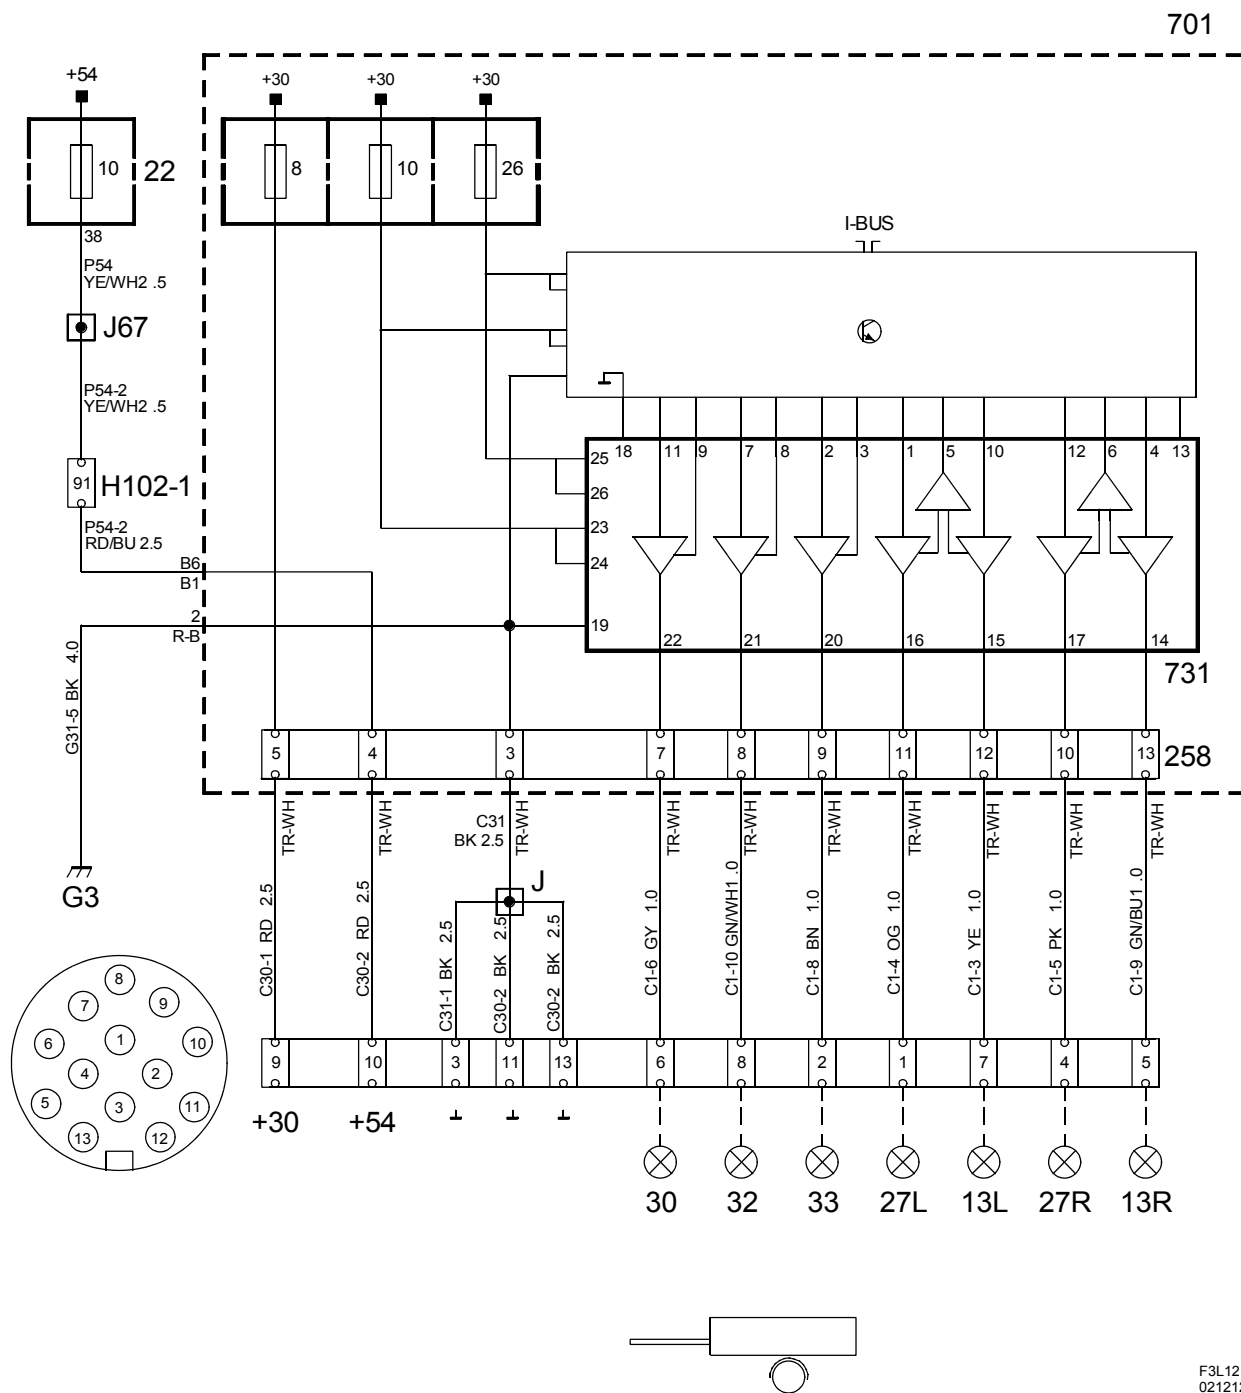 701
+54
+30
+30
+30
10
22
8
10
26
38
P54
YE/WH2 .5
I-BUS
J67
P54-2
YE/WH2 .5
91
H102-1
P54-2
RD/BU 2.5
B6
B1
2
R-B
G31-5 BK 4.0
G3
18
11
9
7
8
2
3
1
5
10
12
6
4
13
25
26
23
24
19
22
21
20
16
15
17
14
731
5
4
3
7
8
9
11
12
10
13
258
TR-WH
TR-WH
C31
BK 2.5
TR-WH
TR-WH
TR-WH
TR-WH
TR-WH
TR-WH
TR-WH
TR-WH
J
C30-1 RD 2.5
C30-2 RD 2.5
C31-1 BK 2.5
C30-2 BK 2.5
C30-2 BK 2.5
C1-6 GY 1.0
C1-10 GN/WH1 .0
C1-8 BN 1.0
C1-4 OG 1.0
C1-3 YE 1.0
C1-5 PK 1.0
C1-9 GN/BU1 .0
8
7
9
6
1
10
4
2
5
3
11
13
12
9
10
3
11
13
6
8
2
1
7
4
5
+30
+54
30
32
33
27L
13L
27R
13R
F3L12
02121